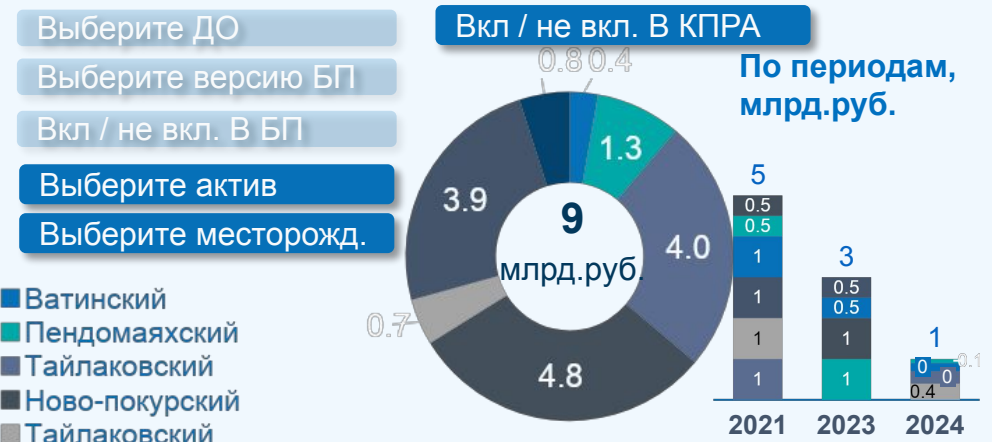 Выберите ДО
Выберите версию БП
Вкл / не вкл. В БП
Выберите актив
Выберите месторожд.
Ватинский
Пендомаяхский
Тайлаковский
Ново-покурский
Тайлаковский
Вкл / не вкл. В КПРА
0.8
0.4
1.3
4.0
4.8
0.7
3.9
9
млрд.руб.
По периодам,
млрд.руб.
5
0.5
0.5
1
1
1
1
3
0.5
0.5
1
1
1
0.1
0
0
0.4
2021
2023
2024